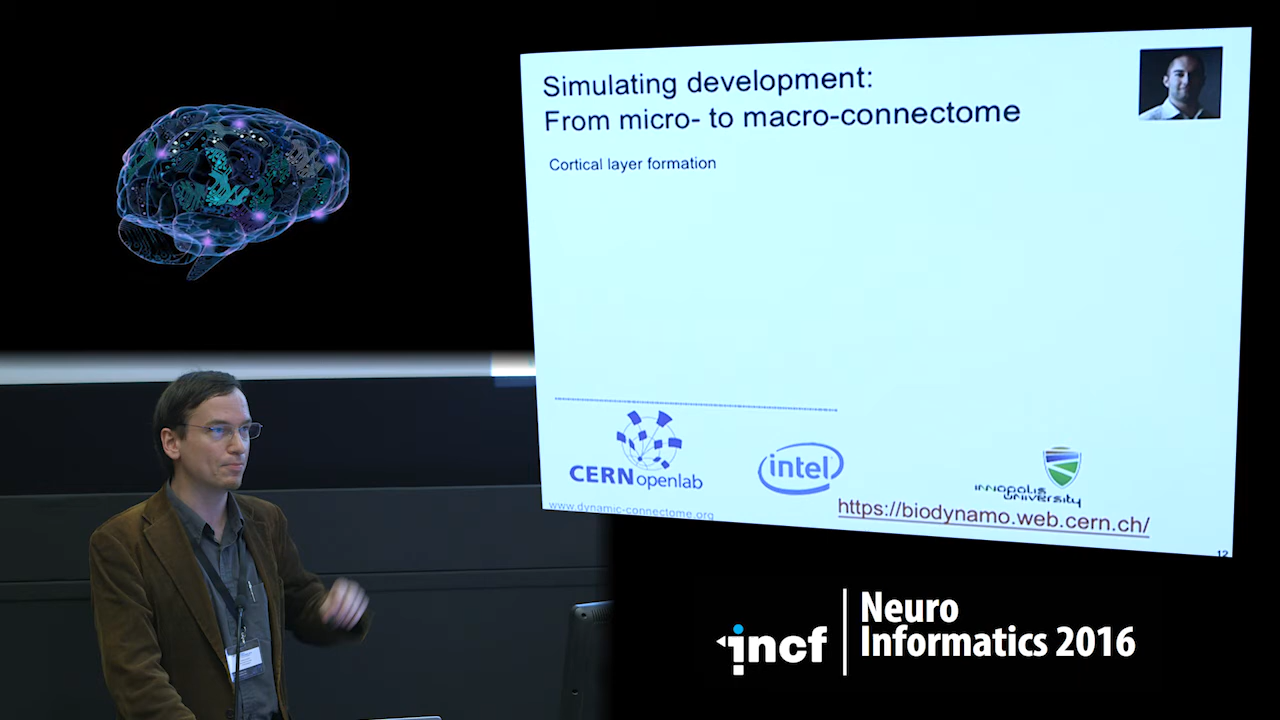 Simulating development:
From micro- to macro-connectome
Cortical layer formation
CERN openlab
intel
innopolis
university
www.dynamic-connectome.org
https://biodynamo.web.cern.ch/
12
incf
Neuro
Informatics 2016